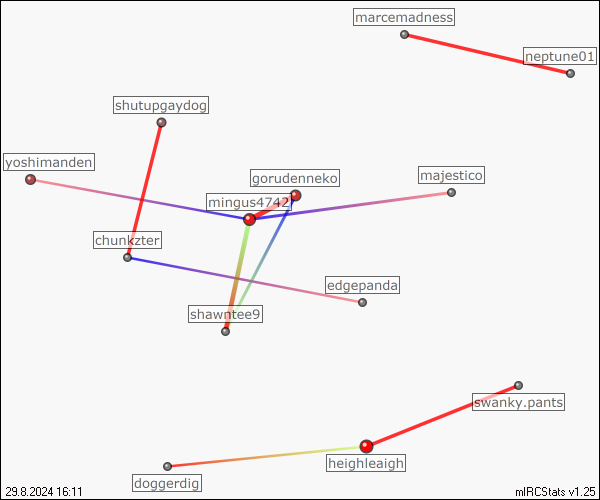 marcemadness
neptune01
shutupgaydog
yoshimanden
gorudenneko
majestico
mingus4742
chunkzter
edgepanda
shawntee9
swanky.pants
heighleaigh
doggerdig
29.8.2024 16:11
mIRCStats v1.25